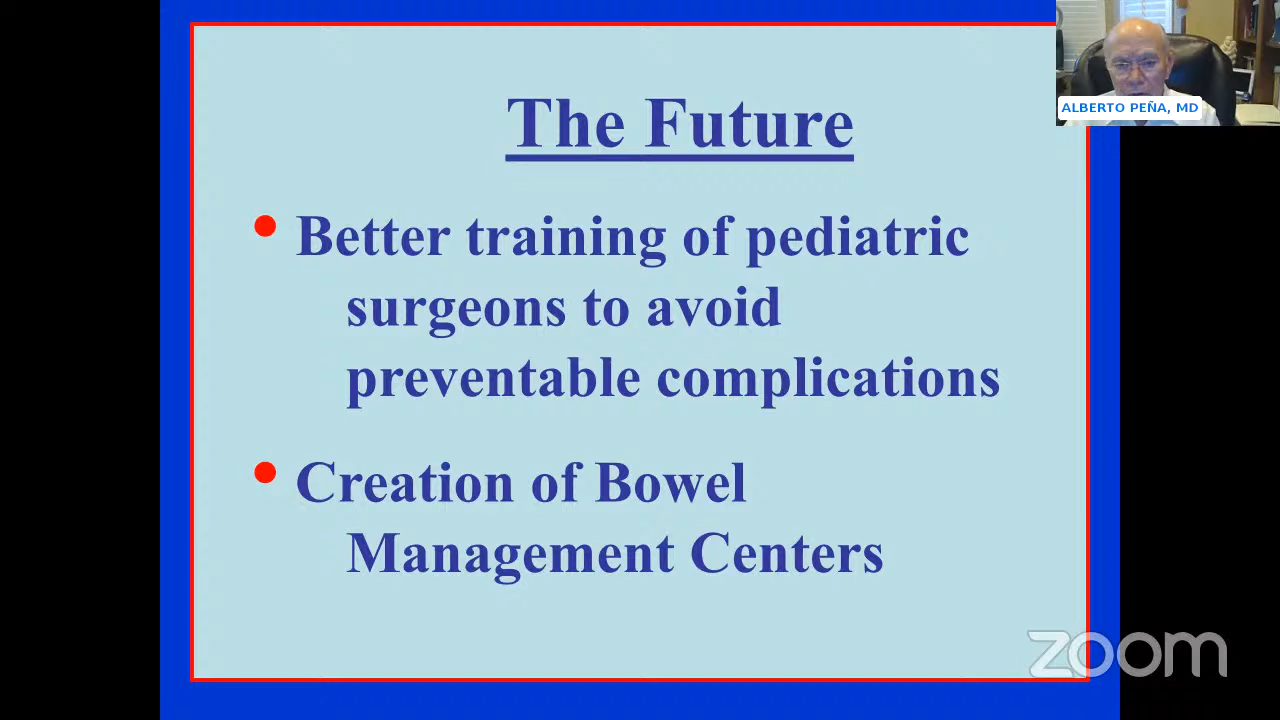 ALBERTO PEÑA, MD
The Future
• Better training of pediatric
surgeons to avoid
preventable complications
• Creation of Bowel
Management Centers
zoom